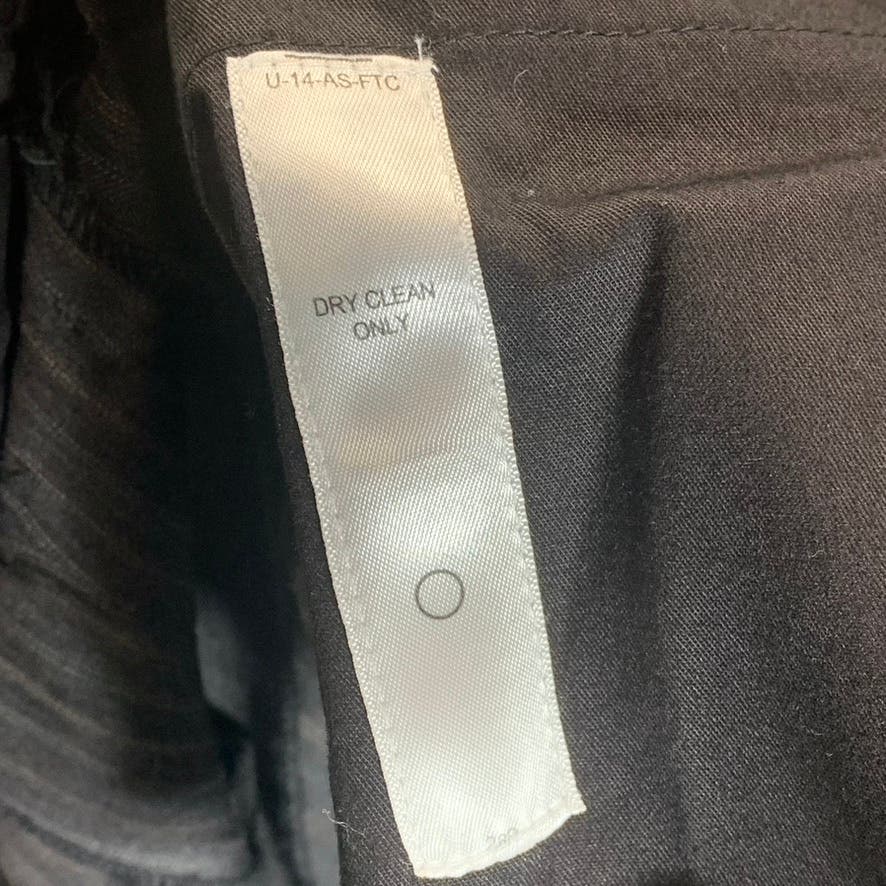 U-14-AS-FTC
DRY CLEAN
ONLY